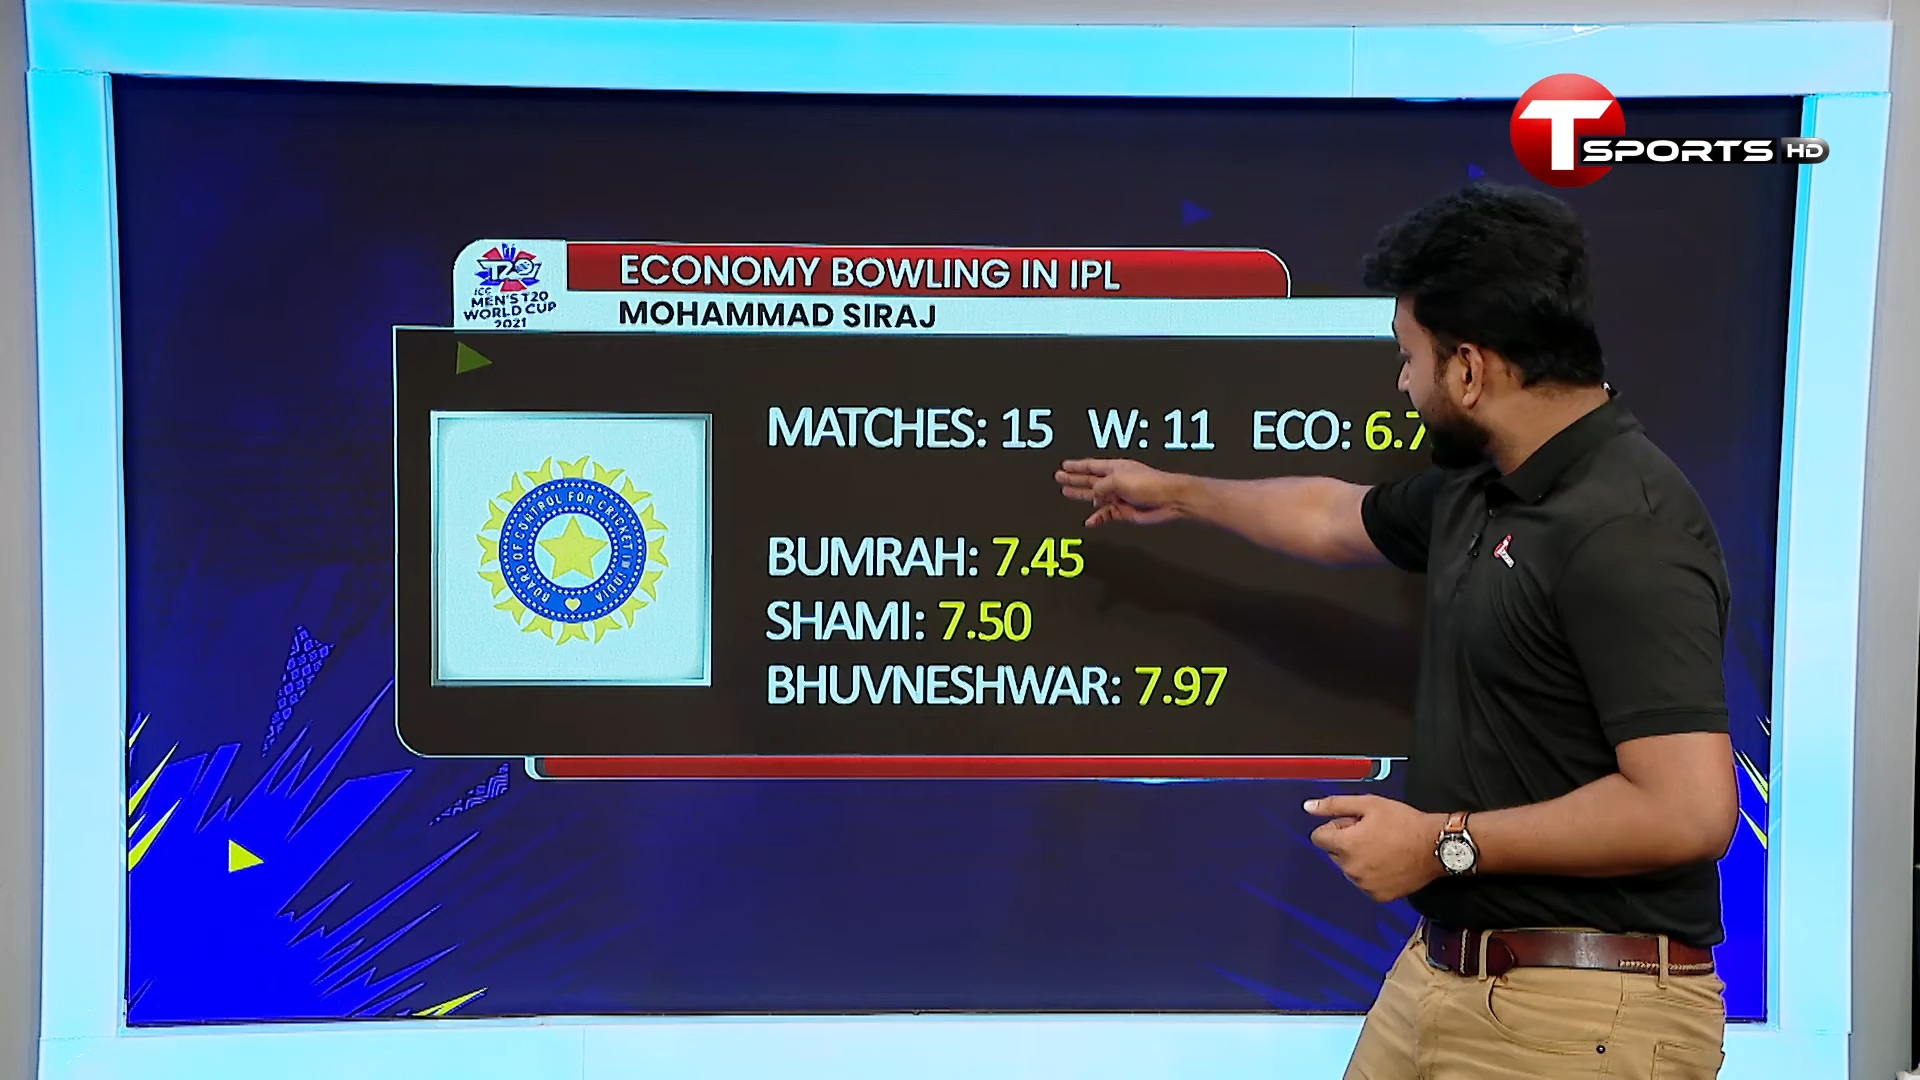 T SPORTS HD
ECONOMY BOWLING IN IPL
MOHAMMAD SIRAJ
ICC
MEN'S T20
WORLD CUP
2021
MATCHES: 15 W: 11 ECO: 6.7
BOARD OF CONTROL FOR CRICKET IN INDIA
BUMRAH: 7.45
SHAMI: 7.50
BHUVNESHWAR: 7.97